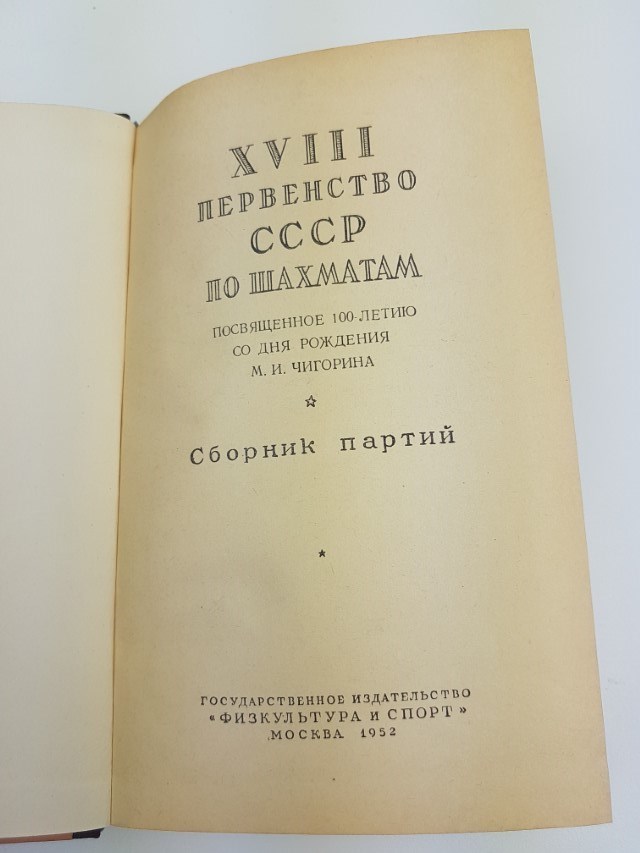 XVIII
ПЕРВЕНСТВО
СССР
ПО ШАХМАТАМ
ПОСВЯЩЕННОЕ 100-ЛЕТИЮ
СО ДНЯ РОЖДЕНИЯ
М. И. ЧИГОРИНА
Сборник партий
ГОСУДАРСТВЕННОЕ ИЗДАТЕЛЬСТВО
«ФИЗКУЛЬТУРА И СПОРТ»
МОСКВА 1952